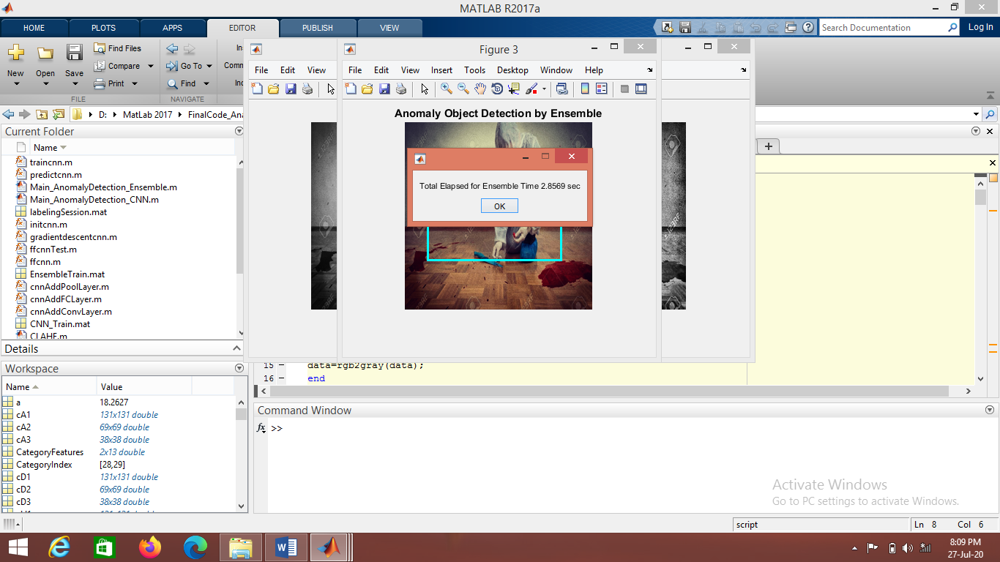 MATLAB R2017a
HOME PLOTS APPS EDITOR PUBLISH VIEW
Search Documentation
Log In
New
Open
Save
Find Files
Compare
Print
FILE
Go To
Find
NAVIGATE
D: MatLab 2017 FinalCode_Ana
Current Folder
Name
traincnn.m
predictcnn.m
Main_AnomalyDetection_Ensemble.m
Main_AnomalyDetection_CNN.m
labelingSession.mat
initcnn.m
gradientdescentcnn.m
ffcnnTest.m
ffcnn.m
EnsembleTrain.mat
cnnAddPoolLayer.m
cnnAddFCLayer.m
cnnAddConvLayer.m
CNN_Train.mat
CLAHE.m
Details
Workspace
Name Value
a 18.2627
cA1 131x131 double
cA2 69x69 double
cA3 38x38 double
CategoryFeatures 2x13 double
CategoryIndex [28,29]
cD1 131x131 double
cD2 69x69 double
cD3 38x38 double
File Edit View
Figure 3
File Edit View Insert Tools Desktop Window Help
Anomaly Object Detection by Ensemble
Total Elapsed for Ensemble Time 2.8569 sec
OK
123RF
15 data=rgb2gray(data);
16 end
Command Window
fx >>
Activate Windows
Go to PC settings to activate Windows.
script
Ln 8 Col 6
8:09 PM
27-Jul-20